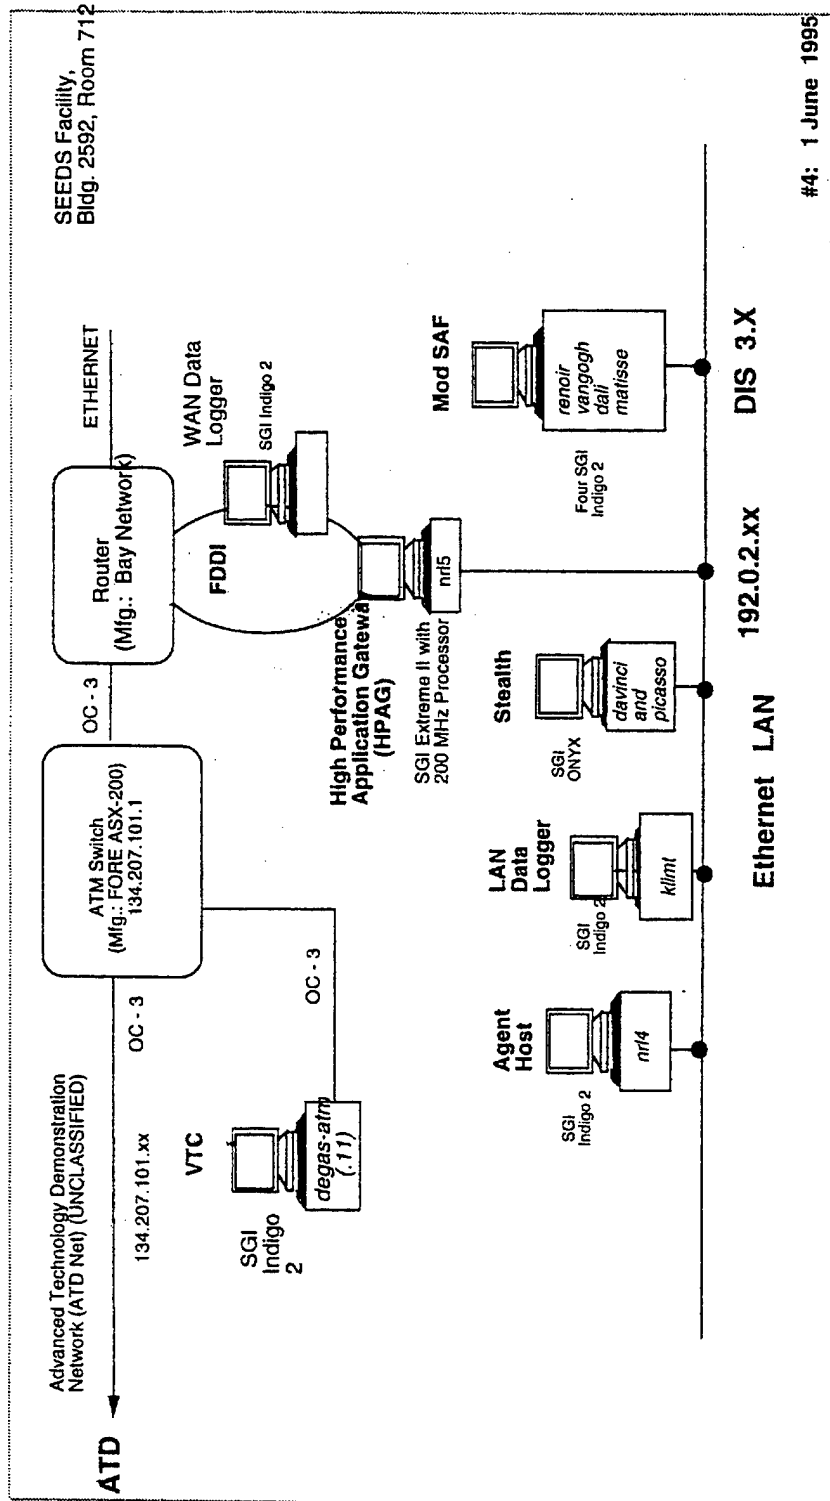 SEEDS Facility,
Bldg. 2592, Room 712
Advanced Technology Demonstration
Network (ATD Net) (UNCLASSIFIED)
ATD
134.207.101.xx
OC - 3
ATM Switch
(Mfg.: FORE ASX-200)
134.207.101.1
OC - 3
Router
(Mfg.: Bay Network)
ETHERNET
VTC
SGI
Indigo
2
degas-atm
(.11)
OC - 3
FDDI
WAN Data
Logger
SGI Indigo 2
High Performance
Application Gatewa
(HPAG)
SGI Extreme II with
200 MHz Processor
nrl5
Agent
Host
SGI
Indigo 2
nrl4
LAN
Data
Logger
SGI
Indigo 2
klimt
Stealth
SGI
ONYX
davinci
and
picasso
Mod SAF
Four SGI
Indigo 2
renoir
vangogh
dali
matisse
Ethernet LAN
192.0.2.xx
DIS 3.X
#4: 1 June 1995